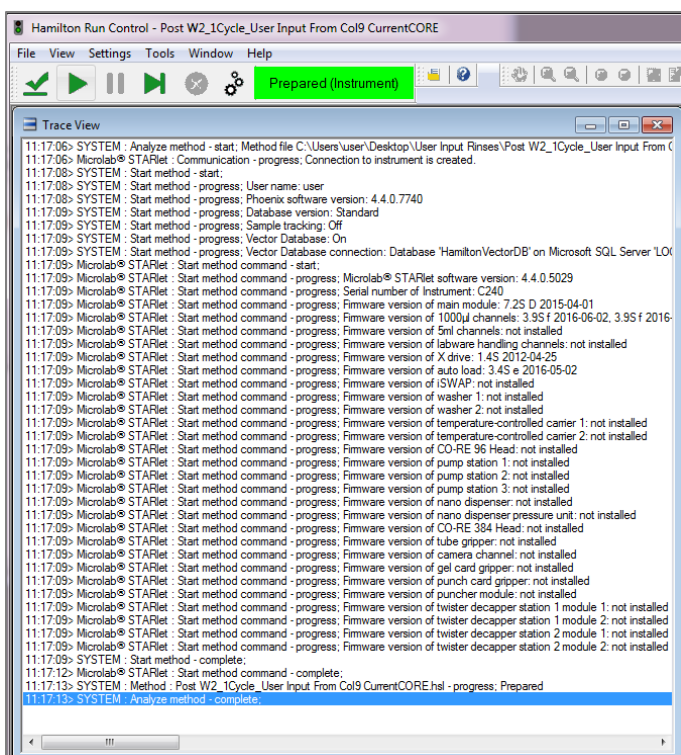 Hamilton Run Control - Post W2_1Cycle_User Input From Col9 CurrentCORE
File View Settings Tools Window Help
Prepared (Instrument)
Trace View
11:17:06> SYSTEM : Analyze method - start; Method file C:\Users\user\Desktop\User Input Rinses\Post W2_1Cycle_User Input From C
11:17:06> Microlab® STARlet : Communication - progress; Connection to instrument is created.
11:17:08> SYSTEM : Start method - start;
11:17:08> SYSTEM : Start method - progress; User name: user
11:17:08> SYSTEM : Start method - progress; Phoenix software version: 4.4.0.7740
11:17:09> SYSTEM : Start method - progress; Database version: Standard
11:17:09> SYSTEM : Start method - progress; Sample tracking: Off
11:17:09> SYSTEM : Start method - progress; Vector Database: On
11:17:09> SYSTEM : Start method - progress; Vector Database connection: Database 'HamiltonVectorDB' on Microsoft SQL Server 'LO
11:17:09> Microlab® STARlet : Start method command - start;
11:17:09> Microlab® STARlet : Start method command - progress; Microlab® STARlet software version: 4.4.0.5029
11:17:09> Microlab® STARlet : Start method command - progress; Serial number of Instrument: C240
11:17:09> Microlab® STARlet : Start method command - progress; Firmware version of main module: 7.2S D 2015-04-01
11:17:09> Microlab® STARlet : Start method command - progress; Firmware version of 1000µl channels: 3.9S f 2016-06-02, 3.9S f 2016-
11:17:09> Microlab® STARlet : Start method command - progress; Firmware version of 5ml channels: not installed
11:17:09> Microlab® STARlet : Start method command - progress; Firmware version of labware handling channels: not installed
11:17:09> Microlab® STARlet : Start method command - progress; Firmware version of X drive: 1.4S 2012-04-25
11:17:09> Microlab® STARlet : Start method command - progress; Firmware version of auto load: 3.4S e 2016-05-02
11:17:09> Microlab® STARlet : Start method command - progress; Firmware version of iSWAP: not installed
11:17:09> Microlab® STARlet : Start method command - progress; Firmware version of washer 1: not installed
11:17:09> Microlab® STARlet : Start method command - progress; Firmware version of washer 2: not installed
11:17:09> Microlab® STARlet : Start method command - progress; Firmware version of temperature-controlled carrier 1: not installed
11:17:09> Microlab® STARlet : Start method command - progress; Firmware version of temperature-controlled carrier 2: not installed
11:17:09> Microlab® STARlet : Start method command - progress; Firmware version of CO-RE 96 Head: not installed
11:17:09> Microlab® STARlet : Start method command - progress; Firmware version of pump station 1: not installed
11:17:09> Microlab® STARlet : Start method command - progress; Firmware version of pump station 2: not installed
11:17:09> Microlab® STARlet : Start method command - progress; Firmware version of pump station 3: not installed
11:17:09> Microlab® STARlet : Start method command - progress; Firmware version of nano dispenser: not installed
11:17:09> Microlab® STARlet : Start method command - progress; Firmware version of nano dispenser pressure unit: not installed
11:17:09> Microlab® STARlet : Start method command - progress; Firmware version of CO-RE 384 Head: not installed
11:17:09> Microlab® STARlet : Start method command - progress; Firmware version of tube gripper: not installed
11:17:09> Microlab® STARlet : Start method command - progress; Firmware version of camera channel: not installed
11:17:09> Microlab® STARlet : Start method command - progress; Firmware version of gel card gripper: not installed
11:17:09> Microlab® STARlet : Start method command - progress; Firmware version of punch card gripper: not installed
11:17:09> Microlab® STARlet : Start method command - progress; Firmware version of puncher module: not installed
11:17:09> Microlab® STARlet : Start method command - progress; Firmware version of twister decapper station 1 module 1: not installed
11:17:09> Microlab® STARlet : Start method command - progress; Firmware version of twister decapper station 1 module 2: not installed
11:17:09> Microlab® STARlet : Start method command - progress; Firmware version of twister decapper station 2 module 1: not installed
11:17:09> Microlab® STARlet : Start method command - progress; Firmware version of twister decapper station 2 module 2: not installed
11:17:09> SYSTEM : Start method - complete;
11:17:12> Microlab® STARlet : Start method command - complete;
11:17:13> SYSTEM : Method : Post W2_1Cycle_User Input From Col9 CurrentCORE.hsl - progress; Prepared
11:17:13> SYSTEM : Analyze method - complete;